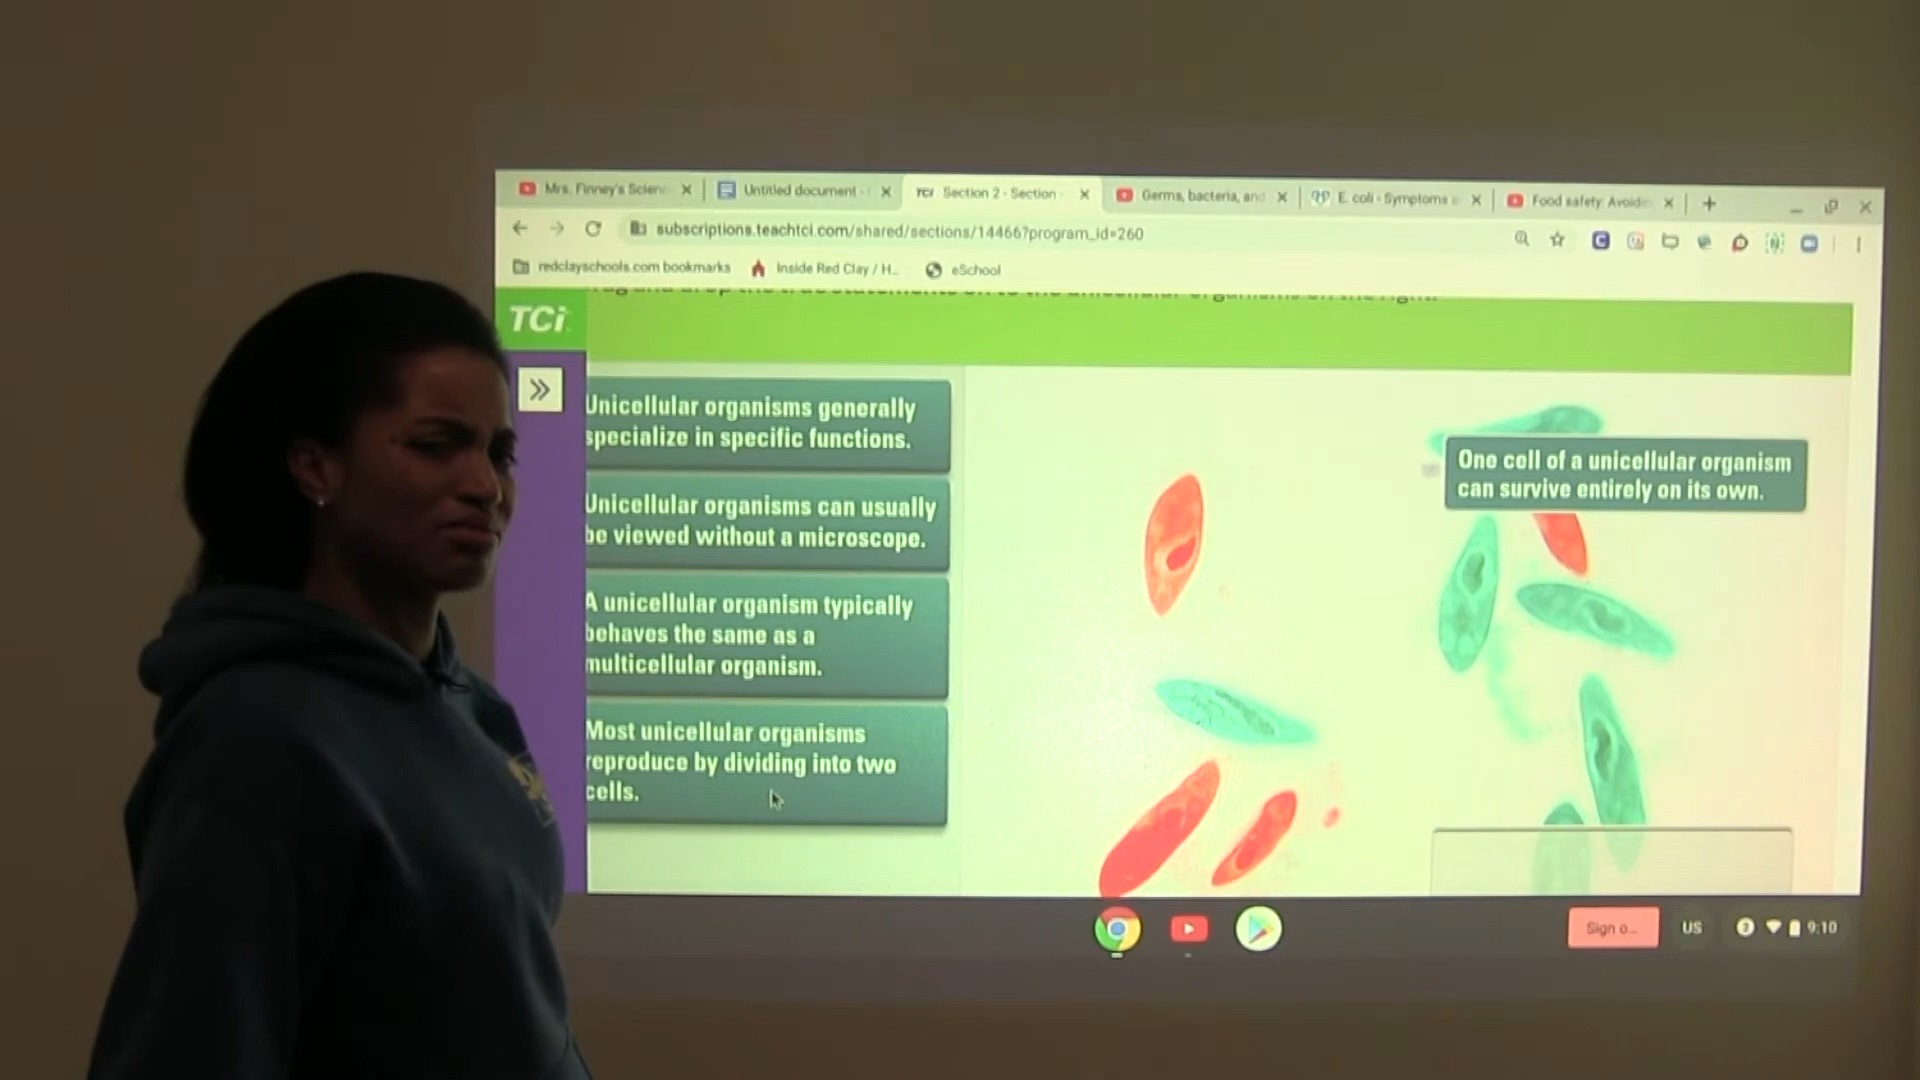 Mrs. Finney's Scienc
Untitled document -
TCi Section 2 - Section -
Germs, bacteria, and
E. coli - Symptoms
Food safety: Avoidin
subscriptions.teachtci.com/shared/sections/14466?program_id=260
redclayschools.com bookmarks
Inside Red Clay / H...
eSchool
TCi
Unicellular organisms generally
specialize in specific functions.
Unicellular organisms can usually
be viewed without a microscope.
A unicellular organism typically
behaves the same as a
multicellular organism.
Most unicellular organisms
reproduce by dividing into two
cells.
One cell of a unicellular organism
can survive entirely on its own.
Sign o...
US
9:10